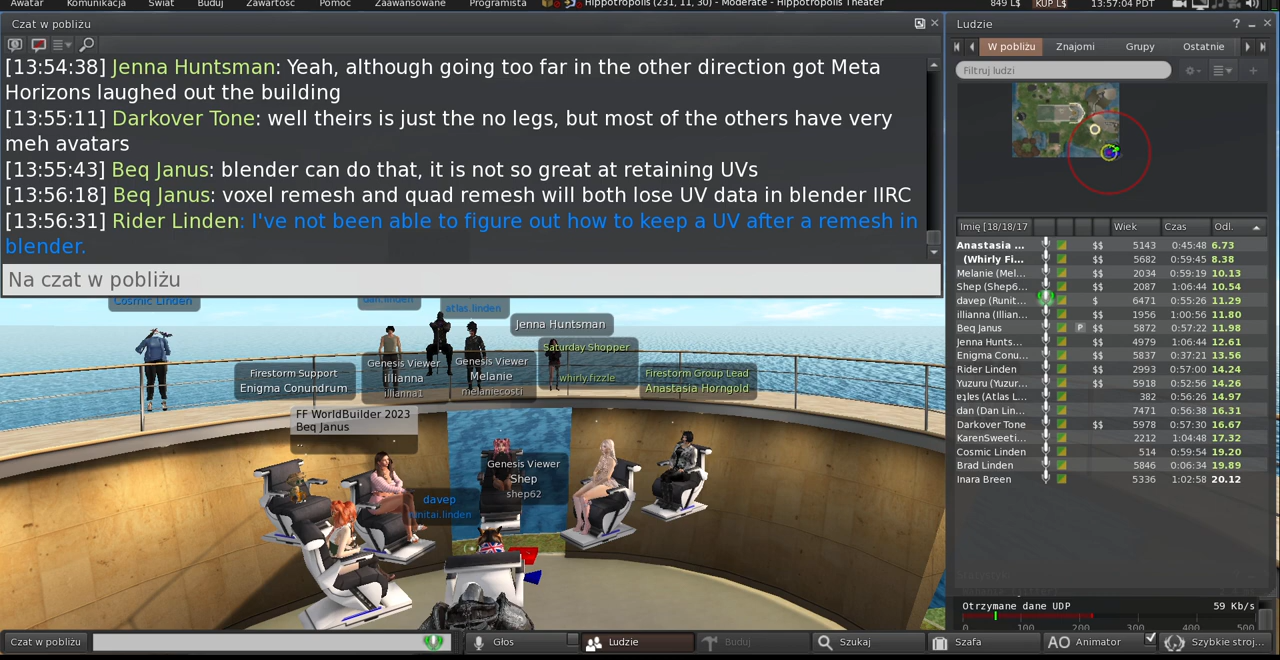 Awatar Komunikacja Świat Buduj Zawartość Pomoc Zaawansowane Programista Hippotropolis (231, 11, 30) - Moderate - Hippotropolis Theater 849 L$ KUP L$ 13:57:04 PDT
Czat w pobliżu
[13:54:38] Jenna Huntsman: Yeah, although going too far in the other direction got Meta
Horizons laughed out the building
[13:55:11] Darkover Tone: well theirs is just the no legs, but most of the others have very
meh avatars
[13:55:43] Beq Janus: blender can do that, it is not so great at retaining UVs
[13:56:18] Beq Janus: voxel remesh and quad remesh will both lose UV data in blender IIRC
[13:56:31] Rider Linden: I've not been able to figure out how to keep a UV after a remesh in
blender.
Na czat w pobliżu
Cosmic Linden
dan.linden
atlas.linden
Jenna Huntsman
Saturday Shopper
whirly.fizzle
Firestorm Support
Enigma Conundrum
Genesis Viewer
illianna
illianna1
Genesis Viewer
Melanie
melaniecosti
Firestorm Group Lead
Anastasia Horngold
FF WorldBuilder 2023
Beq Janus
Genesis Viewer
Shep
shep62
davep
Ludzie
? _ ×
W pobliżu Znajomi Grupy Ostatnie
Filtruj ludzi
Imię [18/18/17 Wiek Czas Odl.
Anastasia ... $$ 5143 0:45:48 6.73
(Whirly Fi... $$ 5682 0:59:45 8.38
Melanie (Mel... $$ 2034 0:59:19 10.13
Shep (Shep6... $$ 2087 1:06:44 10.54
davep (Runit... $ 6471 0:55:26 11.29
illianna (Illian... $$ 1956 1:00:56 11.80
Beq Janus P $$ 5872 0:57:22 11.98
Jenna Hunts... $$ 4979 1:06:44 12.61
Enigma Conu... $$ 5837 0:37:21 13.56
Rider Linden $$ 2993 0:57:00 14.24
Yuzuru (Yuzur... $$ 5918 0:52:56 14.26
(Atlas L... 382 0:56:26 14.97
dan (Dan Lin... 7471 0:56:38 16.31
Darkover Tone $$ 5978 0:57:30 16.67
KarenSweeti... 2212 1:04:48 17.32
Cosmic Linden 514 0:59:54 19.20
Brad Linden 5846 0:06:34 19.89
Inara Breen 5336 1:02:58 20.12
Otrzymane dane UDP 59 Kb/s
0 100 200 300 400 500
Czat w pobliżu Głos Ludzie Buduj Szukaj Szafa AO Animator Szybkie stroj...